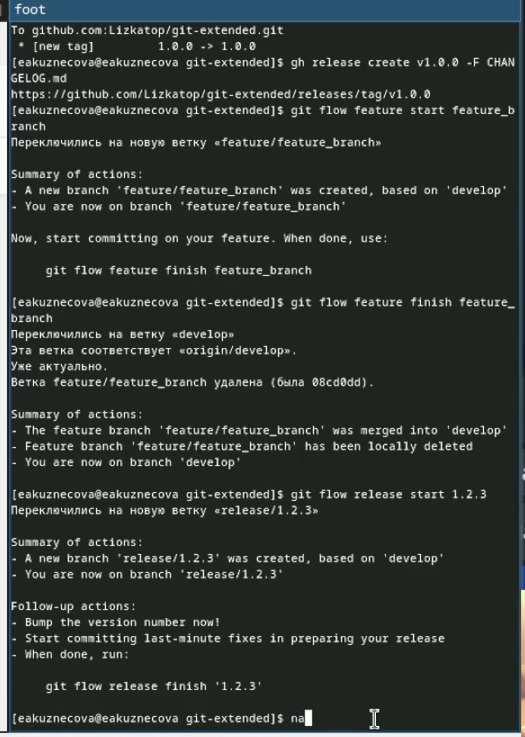 foot
To github.com:Lizkatop/git-extended.git
 * [new tag]         1.0.0 -> 1.0.0
[eakuznecova@eakuznecova git-extended]$ gh release create v1.0.0 -F CHAN
GELOG.md
https://github.com/Lizkatop/git-extended/releases/tag/v1.0.0
[eakuznecova@eakuznecova git-extended]$ git flow feature start feature_b
ranch
Переключились на новую ветку «feature/feature_branch»

Summary of actions:
- A new branch 'feature/feature_branch' was created, based on 'develop'
- You are now on branch 'feature/feature_branch'

Now, start committing on your feature. When done, use:

     git flow feature finish feature_branch

[eakuznecova@eakuznecova git-extended]$ git flow feature finish feature_
branch
Переключились на ветку «develop»
Эта ветка соответствует «origin/develop».
Уже актуально.
Ветка feature/feature_branch удалена (была 08cd0dd).

Summary of actions:
- The feature branch 'feature/feature_branch' was merged into 'develop'
- Feature branch 'feature/feature_branch' has been locally deleted
- You are now on branch 'develop'

[eakuznecova@eakuznecova git-extended]$ git flow release start 1.2.3
Переключились на новую ветку «release/1.2.3»

Summary of actions:
- A new branch 'release/1.2.3' was created, based on 'develop'
- You are now on branch 'release/1.2.3'

Follow-up actions:
- Bump the version number now!
- Start committing last-minute fixes in preparing your release
- When done, run:

     git flow release finish '1.2.3'

[eakuznecova@eakuznecova git-extended]$ na